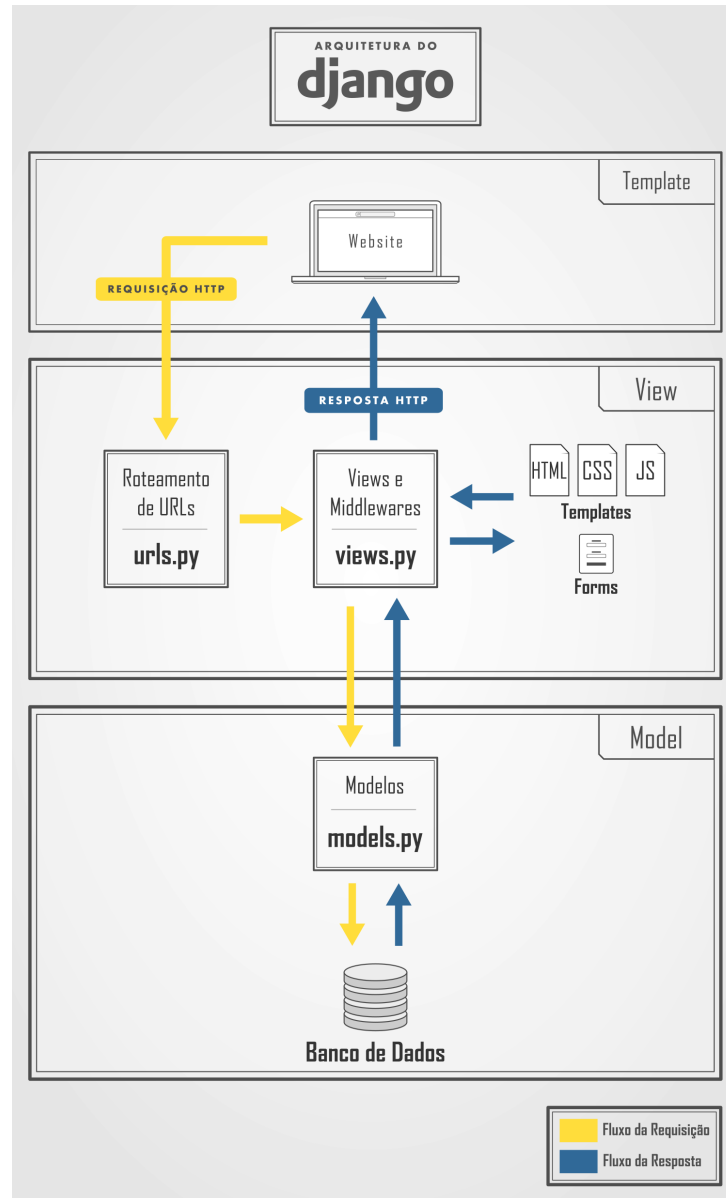 ARQUITETURA DO
django
Template
Website
REQUISIÇÃO HTTP
View
RESPOSTA HTTP
Roteamento
de URLs
urls.py
Views e
Middlewares
views.py
HTML
CSS
JS
Templates
Forms
Model
Modelos
models.py
Banco de Dados
Fluxo da Requisição
Fluxo da Resposta